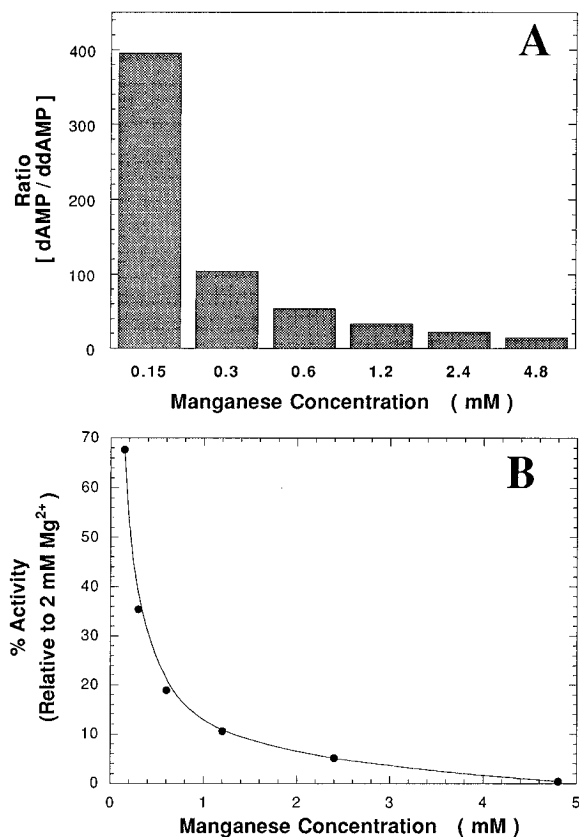 A
Ratio
[ dAMP / ddAMP ]
400
300
200
100
0
0.15 0.3 0.6 1.2 2.4 4.8
Manganese Concentration ( mM )
B
% Activity
(Relative to 2 mM Mg2+)
70
60
50
40
30
20
10
0
0 1 2 3 4 5
Manganese Concentration ( mM )